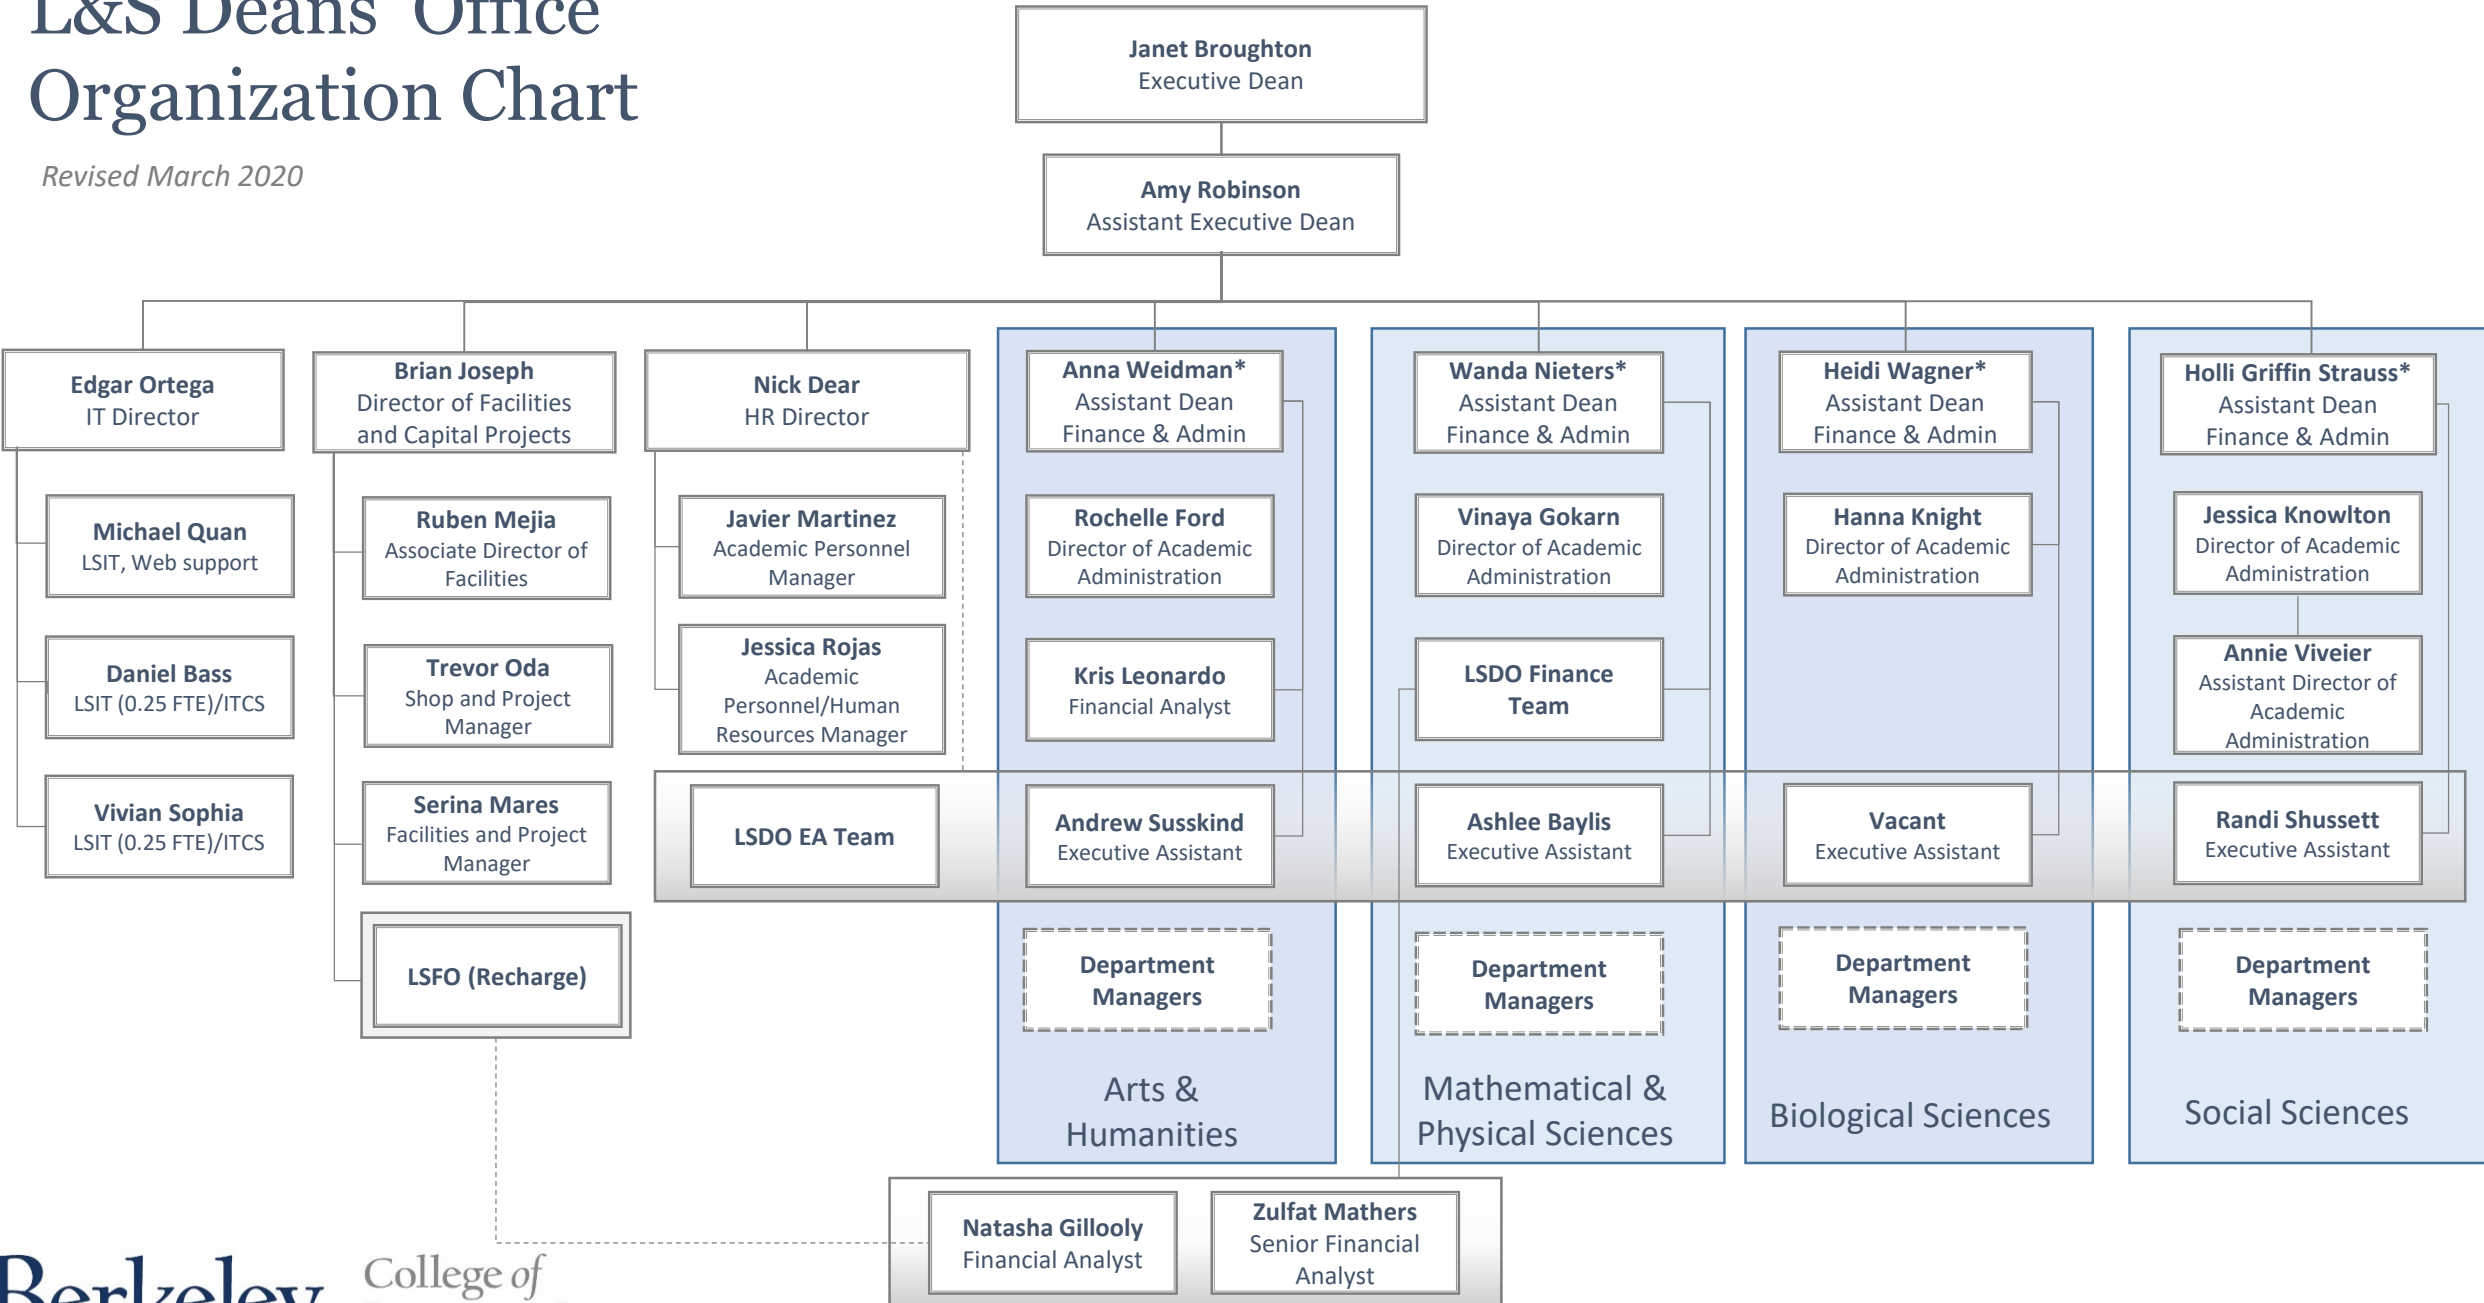 L&S Deans' Office
Organization Chart
Revised March 2020
Janet Broughton
Executive Dean
Amy Robinson
Assistant Executive Dean
Edgar Ortega
IT Director
Michael Quan
LSIT, Web support
Daniel Bass
LSIT (0.25 FTE)/ITCS
Vivian Sophia
LSIT (0.25 FTE)/ITCS
Brian Joseph
Director of Facilities
and Capital Projects
Ruben Mejia
Associate Director of
Facilities
Trevor Oda
Shop and Project
Manager
Serina Mares
Facilities and Project
Manager
LSFO (Recharge)
Nick Dear
HR Director
Javier Martinez
Academic Personnel
Manager
Jessica Rojas
Academic
Personnel/Human
Resources Manager
LSDO EA Team
Anna Weidman*
Assistant Dean
Finance & Admin
Rochelle Ford
Director of Academic
Administration
Kris Leonardo
Financial Analyst
Andrew Susskind
Executive Assistant
Department
Managers
Arts &
Humanities
Wanda Nieters*
Assistant Dean
Finance & Admin
Vinaya Gokarn
Director of Academic
Administration
LSDO Finance
Team
Ashlee Baylis
Executive Assistant
Department
Managers
Mathematical &
Physical Sciences
Heidi Wagner*
Assistant Dean
Finance & Admin
Hanna Knight
Director of Academic
Administration
Vacant
Executive Assistant
Department
Managers
Biological Sciences
Holli Griffin Strauss*
Assistant Dean
Finance & Admin
Jessica Knowlton
Director of Academic
Administration
Annie Viveier
Assistant Director of
Academic
Administration
Randi Shussett
Executive Assistant
Department
Managers
Social Sciences
Natasha Gillooly
Financial Analyst
Zulfat Mathers
Senior Financial
Analyst
Berkeley
College of